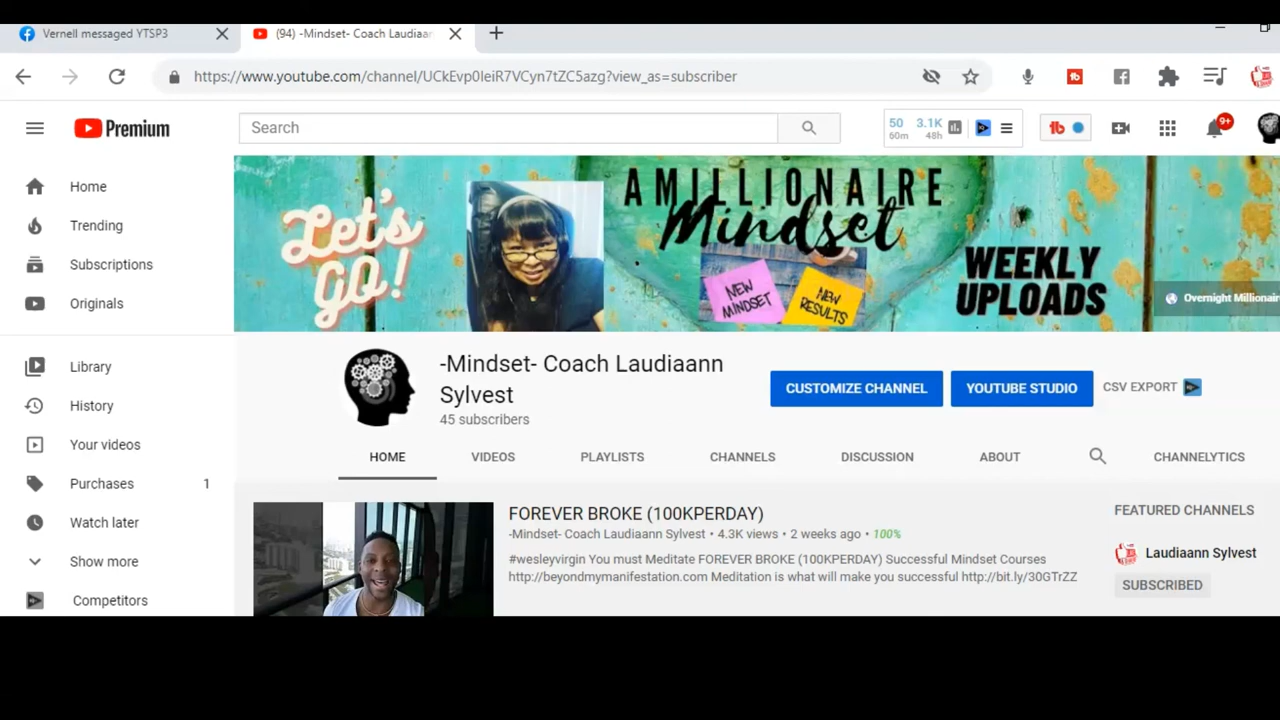 Vernell messaged YTSP3
(94) -Mindset- Coach Laudiaan
https://www.youtube.com/channel/UCkEvp0IeiR7VCyn7tZC5azg?view_as=subscriber
Premium
Search
50
60m
3.1K
48h
9+
Home
Trending
Subscriptions
Originals
Library
History
Your videos
Purchases 1
Watch later
Show more
Competitors
Let's
GO!
AMILLIONAIRE
Mindset
NEW
MINDSET
NEW
RESULTS
WEEKLY
UPLOADS
Overnight Millionair
-Mindset- Coach Laudiaann
Sylvest
45 subscribers
CUSTOMIZE CHANNEL
YOUTUBE STUDIO
CSV EXPORT
HOME VIDEOS PLAYLISTS CHANNELS DISCUSSION ABOUT CHANNELYTICS
FOREVER BROKE (100KPERDAY)
-Mindset- Coach Laudiaann Sylvest • 4.3K views • 2 weeks ago • 100%
#wesleyvirgin You must Meditate FOREVER BROKE (100KPERDAY) Successful Mindset Courses
http://beyondmymanifestation.com Meditation is what will make you successful http://bit.ly/30GTrZZ
FEATURED CHANNELS
Laudiaann Sylvest
SUBSCRIBED